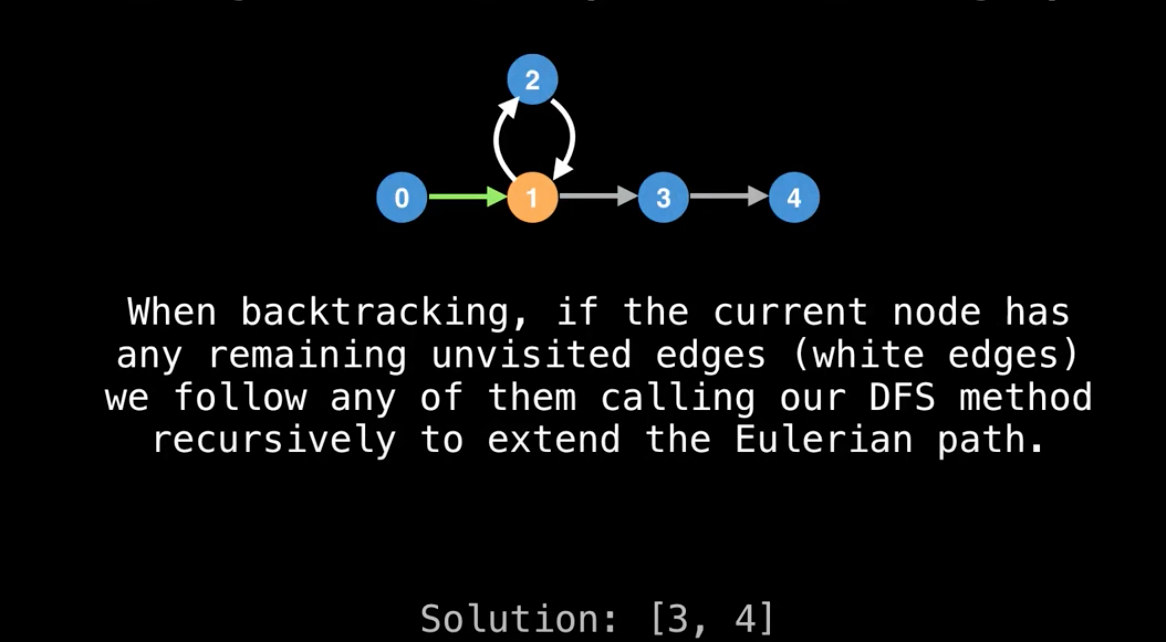 2
0 1 3 4
When backtracking, if the current node has
any remaining unvisited edges (white edges)
we follow any of them calling our DFS method
recursively to extend the Eulerian path.
Solution: [3, 4]